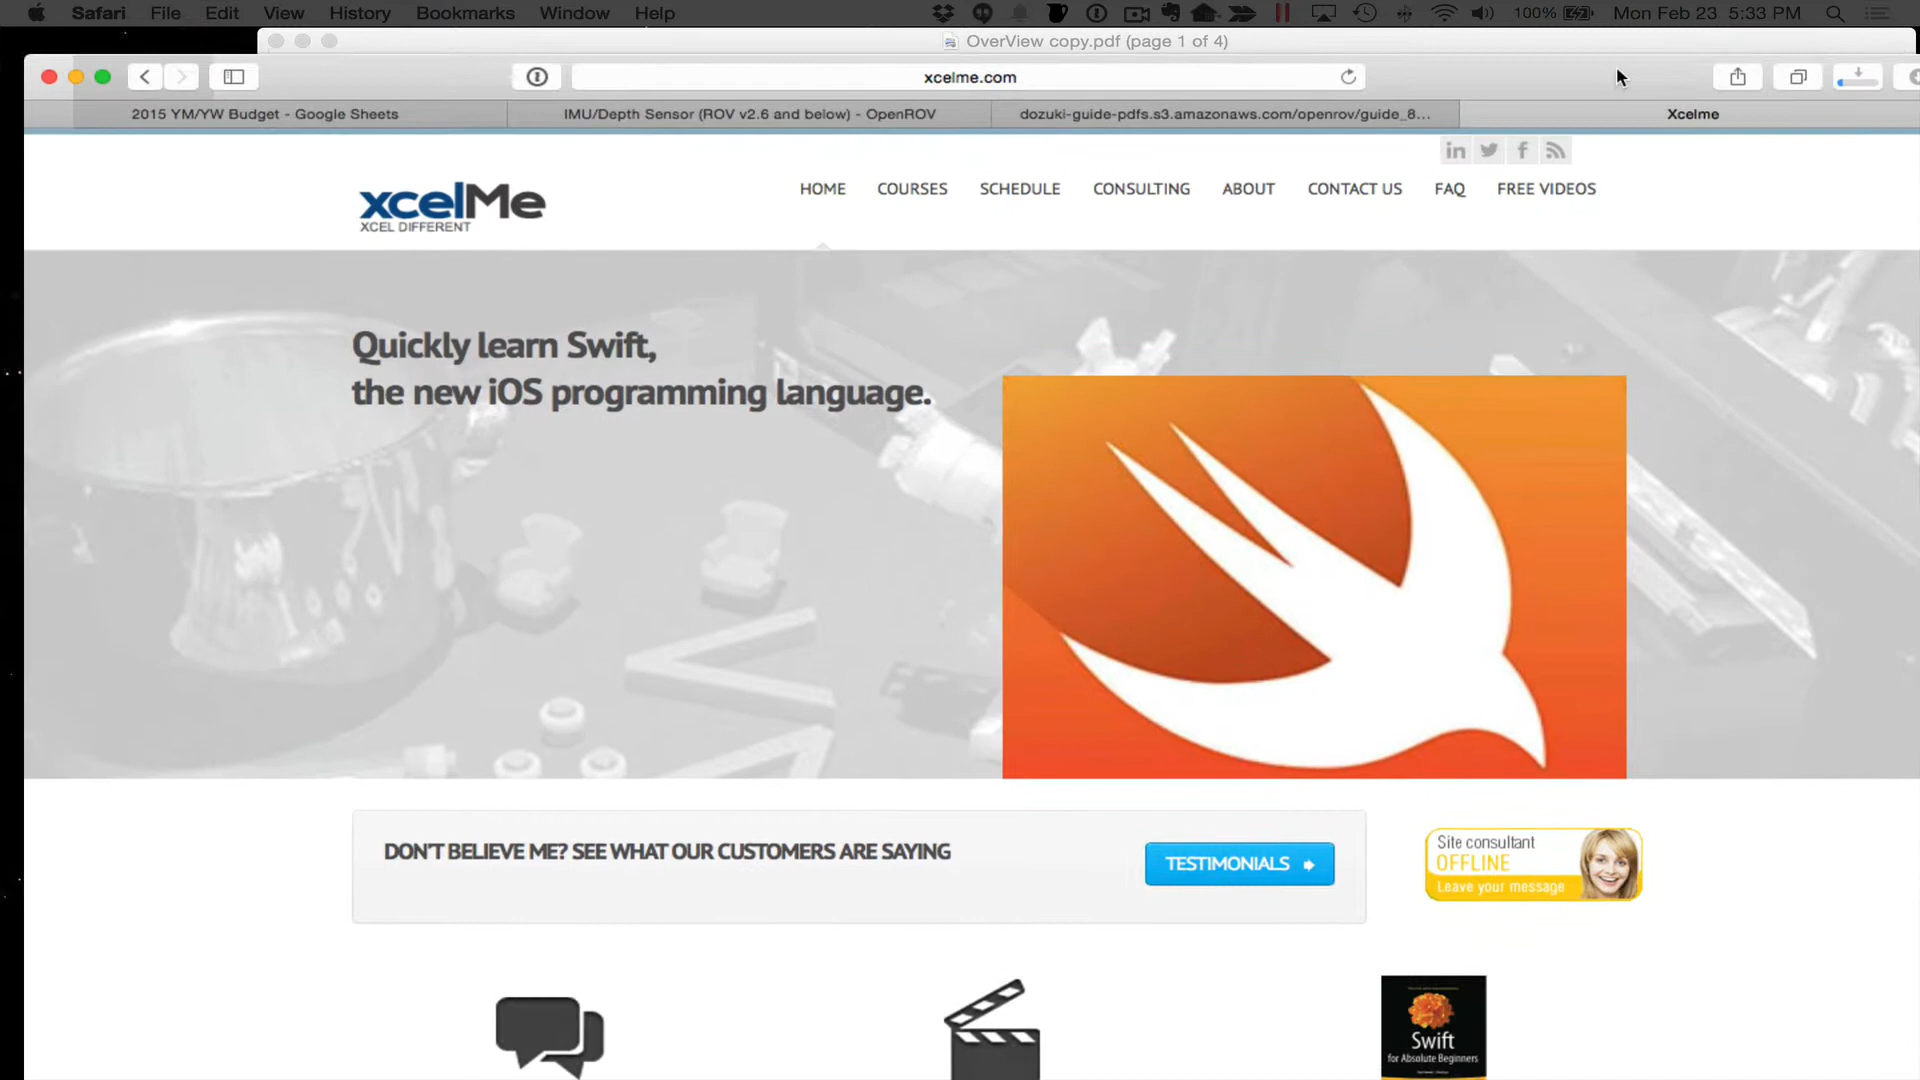 Safari File Edit View History Bookmarks Window Help 100% Mon Feb 23 5:33 PM
OverView copy.pdf (page 1 of 4)
xcelme.com
2015 YM/YW Budget - Google Sheets IMU/Depth Sensor (ROV v2.6 and below) - OpenROV dozuki-guide-pdfs.s3.amazonaws.com/openrov/guide_8... Xcelme
in f
xcelMe
XCEL DIFFERENT
HOME COURSES SCHEDULE CONSULTING ABOUT CONTACT US FAQ FREE VIDEOS
Quickly learn Swift,
the new iOS programming language.
DON'T BELIEVE ME? SEE WHAT OUR CUSTOMERS ARE SAYING
TESTIMONIALS
Site consultant
OFFLINE
Leave your message
Swift
for Absolute Beginners